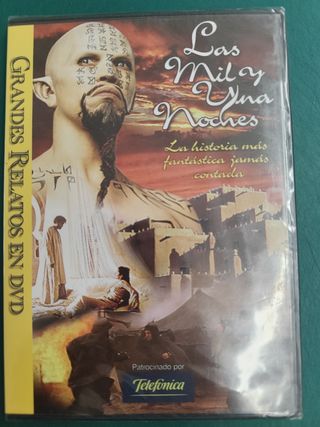 Las
Mil y
Una
Noches
La historia más
fantástica jamás
contada
GRANDES RELATOS EN DVD
Patrocinado por
Telefónica